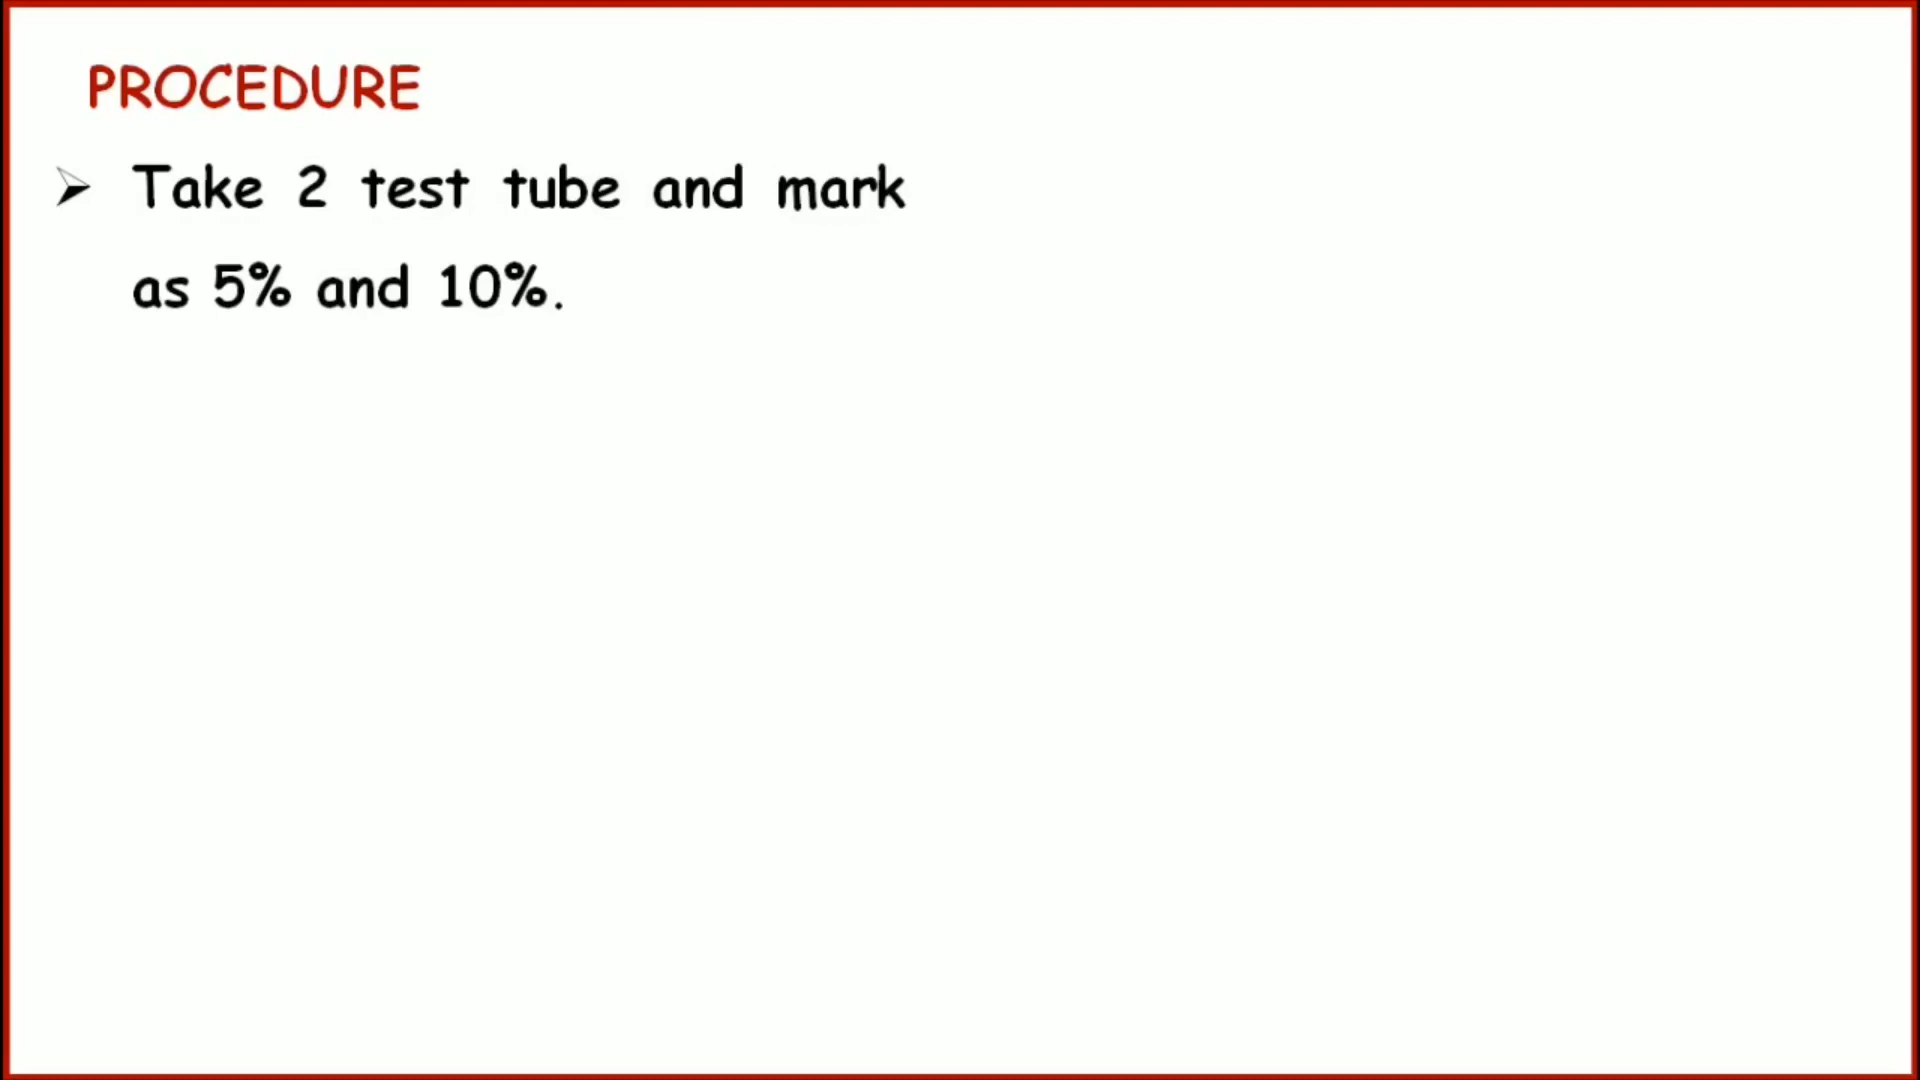 PROCEDURE
➢ Take 2 test tube and mark
as 5% and 10%.